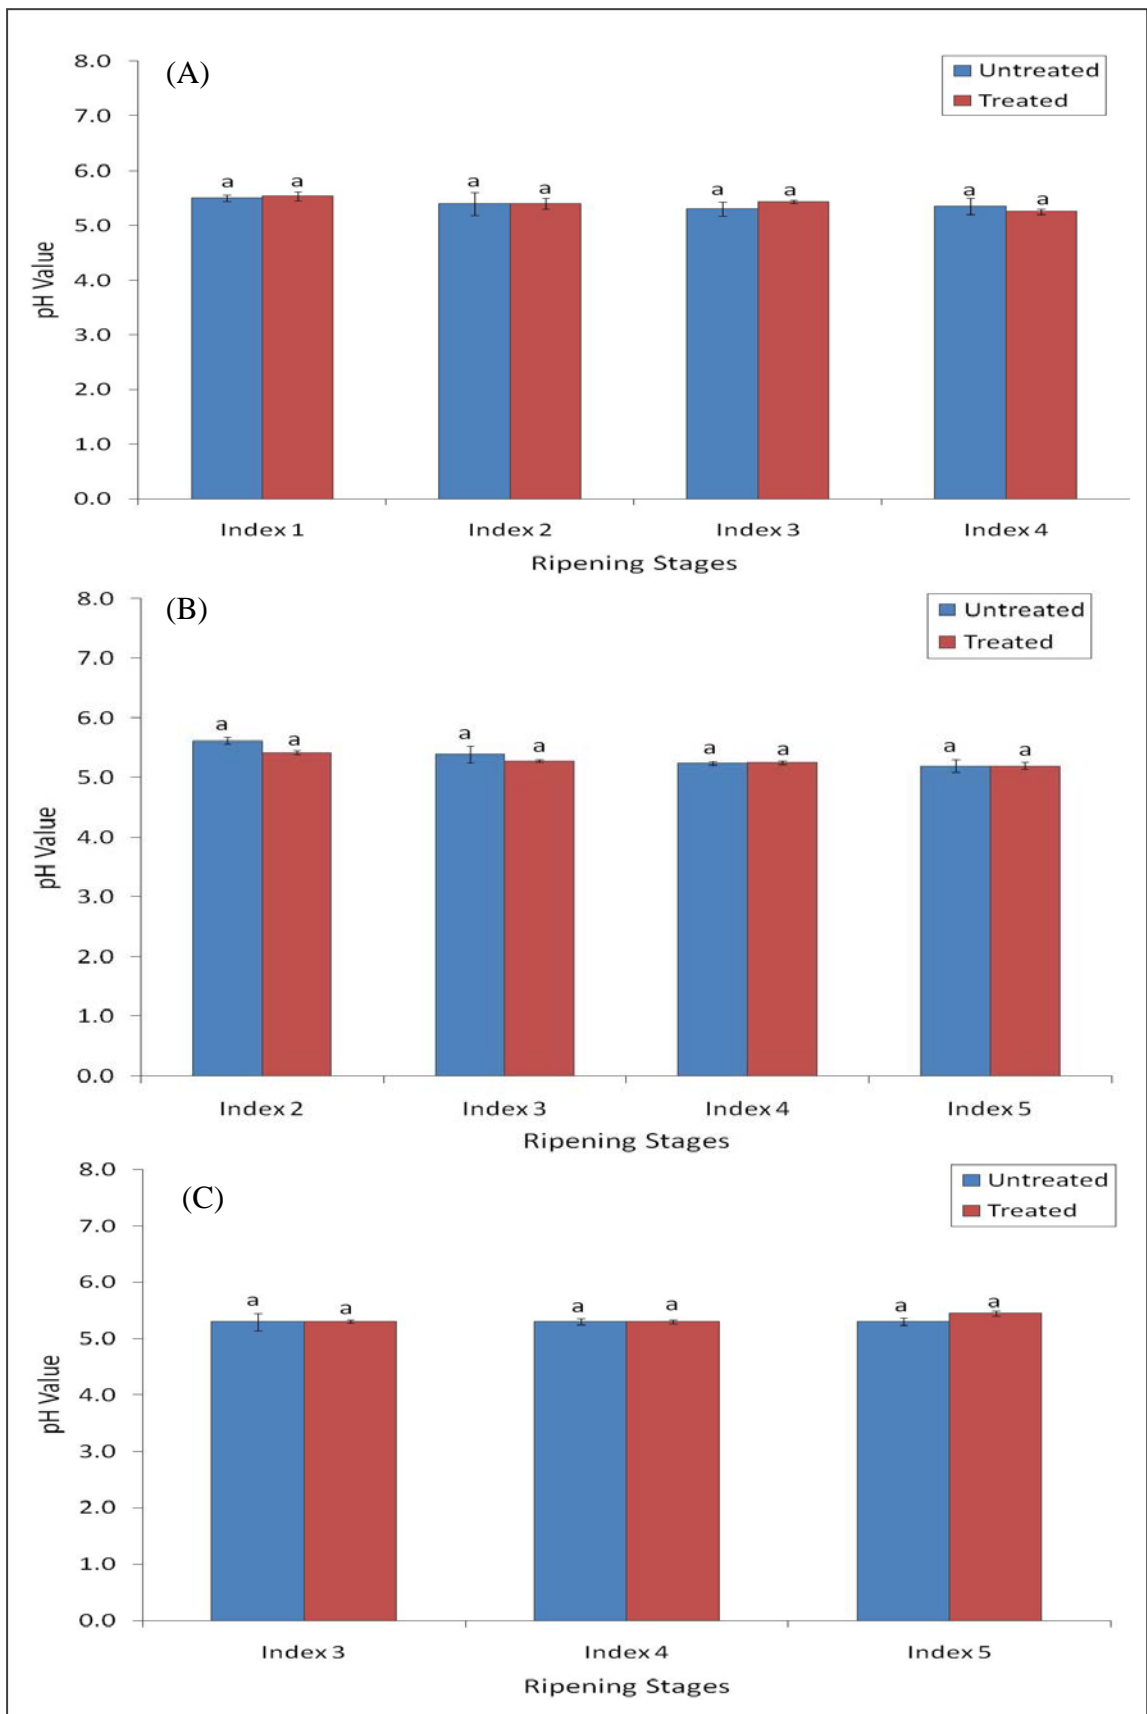 (A)
Untreated
Treated
8.0
7.0
6.0
5.0
4.0
3.0
2.0
1.0
0.0
pH Value
a a a a a a a a
Index 1 Index 2 Index 3 Index 4
Ripening Stages
(B)
Untreated
Treated
8.0
7.0
6.0
5.0
4.0
3.0
2.0
1.0
0.0
pH Value
a a a a a a a a
Index 2 Index 3 Index 4 Index 5
Ripening Stages
(C)
Untreated
Treated
8.0
7.0
6.0
5.0
4.0
3.0
2.0
1.0
0.0
pH Value
a a a a a a
Index 3 Index 4 Index 5
Ripening Stages